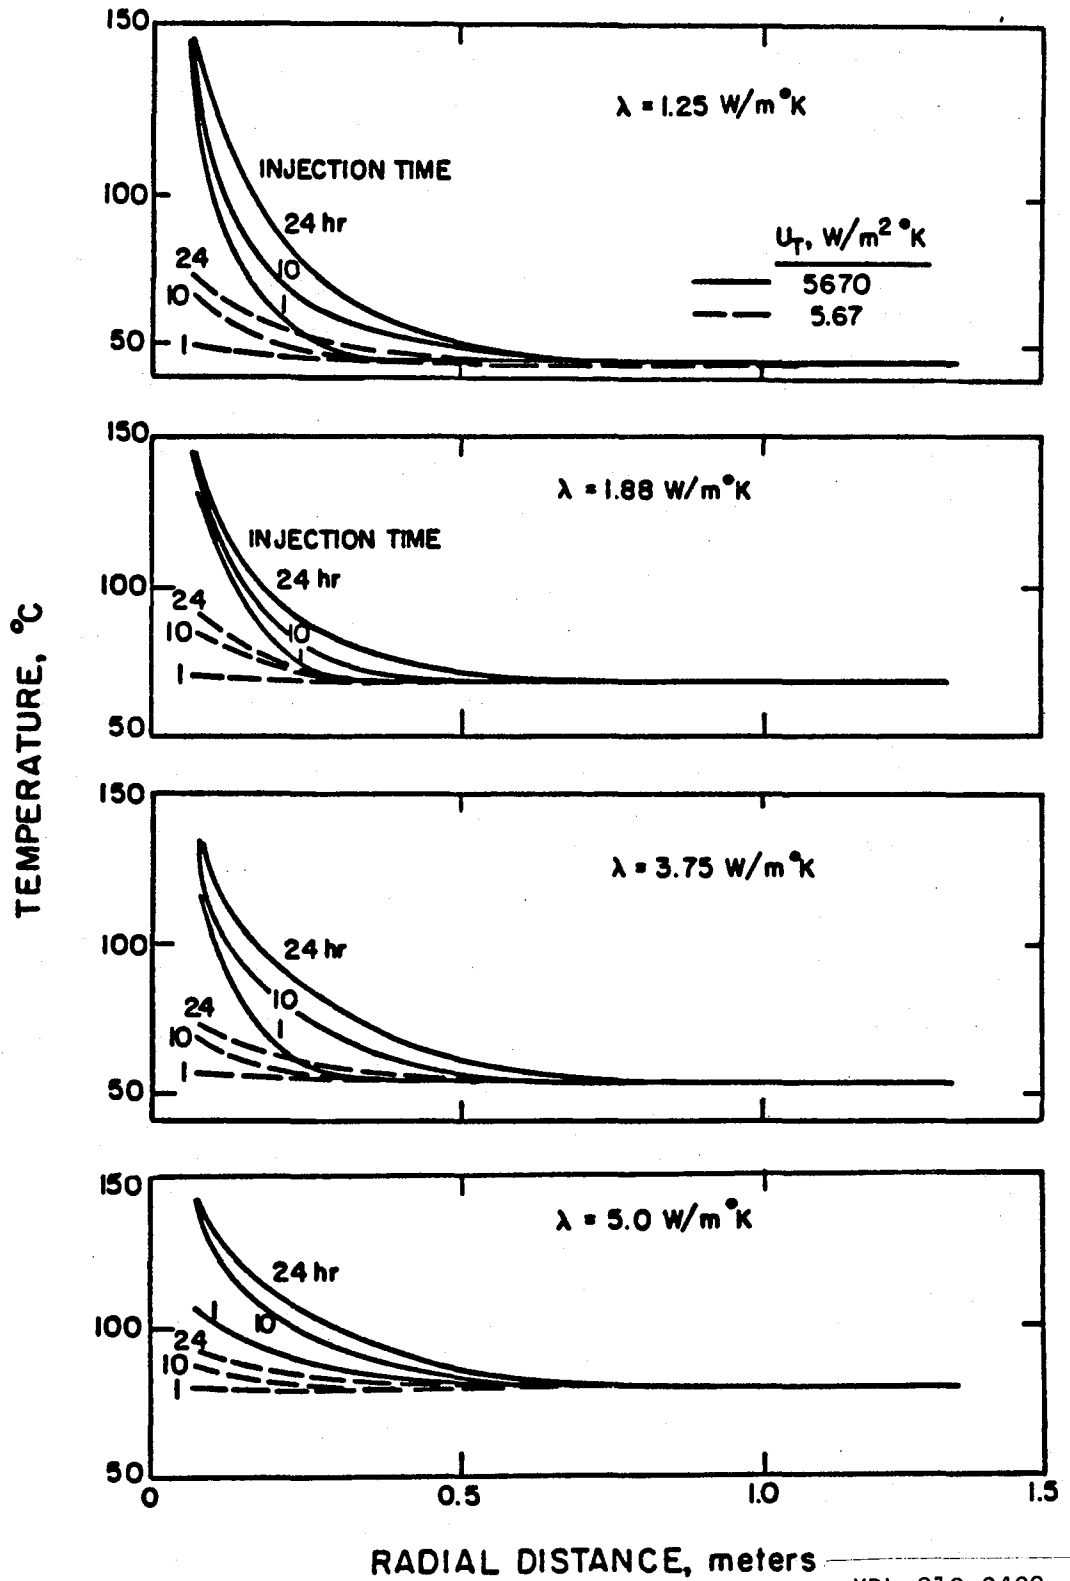 150
λ = 1.25 W/m°K
INJECTION TIME
100
24 hr
U_T, W/m² °K
10
24
5670
10
1
5.67
50
1
150
λ = 1.88 W/m°K
INJECTION TIME
24 hr
100
24
10
10
1
1
50
TEMPERATURE, °C
150
λ = 3.75 W/m°K
100
24 hr
10
24
10
1
1
50
150
λ = 5.0 W/m°K
24 hr
1
10
100
24
10
1
50
0
0.5
1.0
1.5
RADIAL DISTANCE, meters